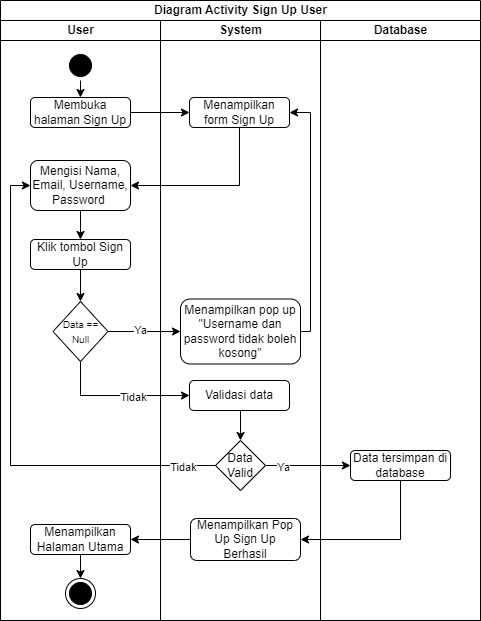 Diagram Activity Sign Up User
User
System
Database
Membuka
halaman Sign Up
Menampilkan
form Sign Up
Mengisi Nama,
Email, Username,
Password
Klik tombol Sign
Up
Data ==
Null
Ya
Menampilkan pop up
"Username dan
password tidak boleh
kosong"
Tidak
Validasi data
Data
Valid
Tidak
Ya
Data tersimpan di
database
Menampilkan Pop
Up Sign Up
Berhasil
Menampilkan
Halaman Utama